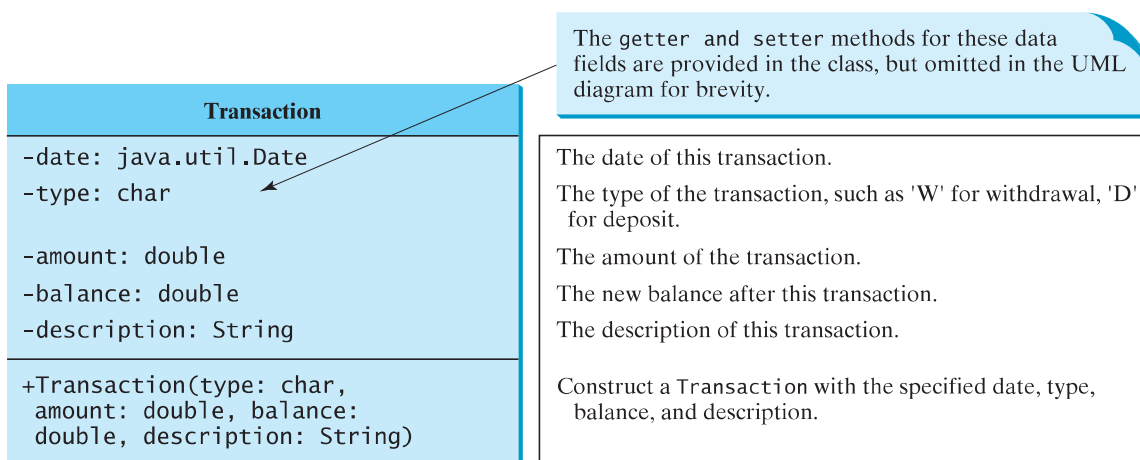 The getter and setter methods for these data
fields are provided in the class, but omitted in the UML
diagram for brevity.
Transaction
-date: java.util.Date
The date of this transaction.
-type: char
The type of the transaction, such as 'W' for withdrawal, 'D'
for deposit.
-amount: double
The amount of the transaction.
-balance: double
The new balance after this transaction.
-description: String
The description of this transaction.
+Transaction(type: char,
amount: double, balance:
double, description: String)
Construct a Transaction with the specified date, type,
balance, and description.